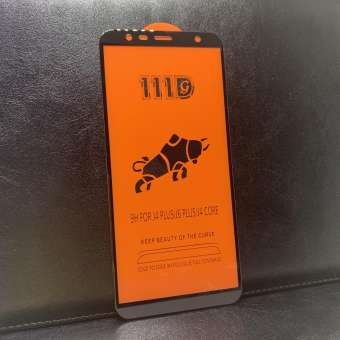 111D
9H FOR J4 PLUS/J6 PLUS/J4 CORE
KEEP BEAUTY OF THE CURVE